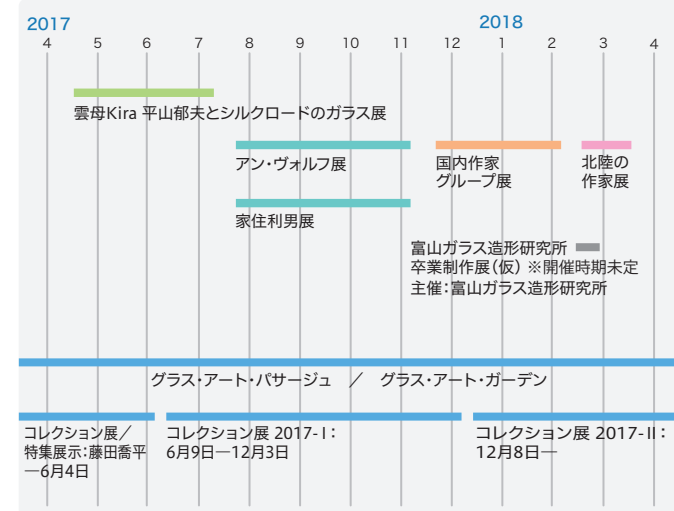 2017
2018
4 5 6 7 8 9 10 11 12 1 2 3 4
雲母Kira 平山郁夫とシルクロードのガラス展
アン・ヴォルフ展
国内作家
グループ展
北陸の
作家展
家住利男展
富山ガラス造形研究所
卒業制作展(仮) ※開催時期未定
主催:富山ガラス造形研究所
グラス・アート・パサージュ / グラス・アート・ガーデン
コレクション展/
特集展示:藤田喬平
—6月4日
コレクション展 2017-I:
6月9日—12月3日
コレクション展 2017-II:
12月8日—